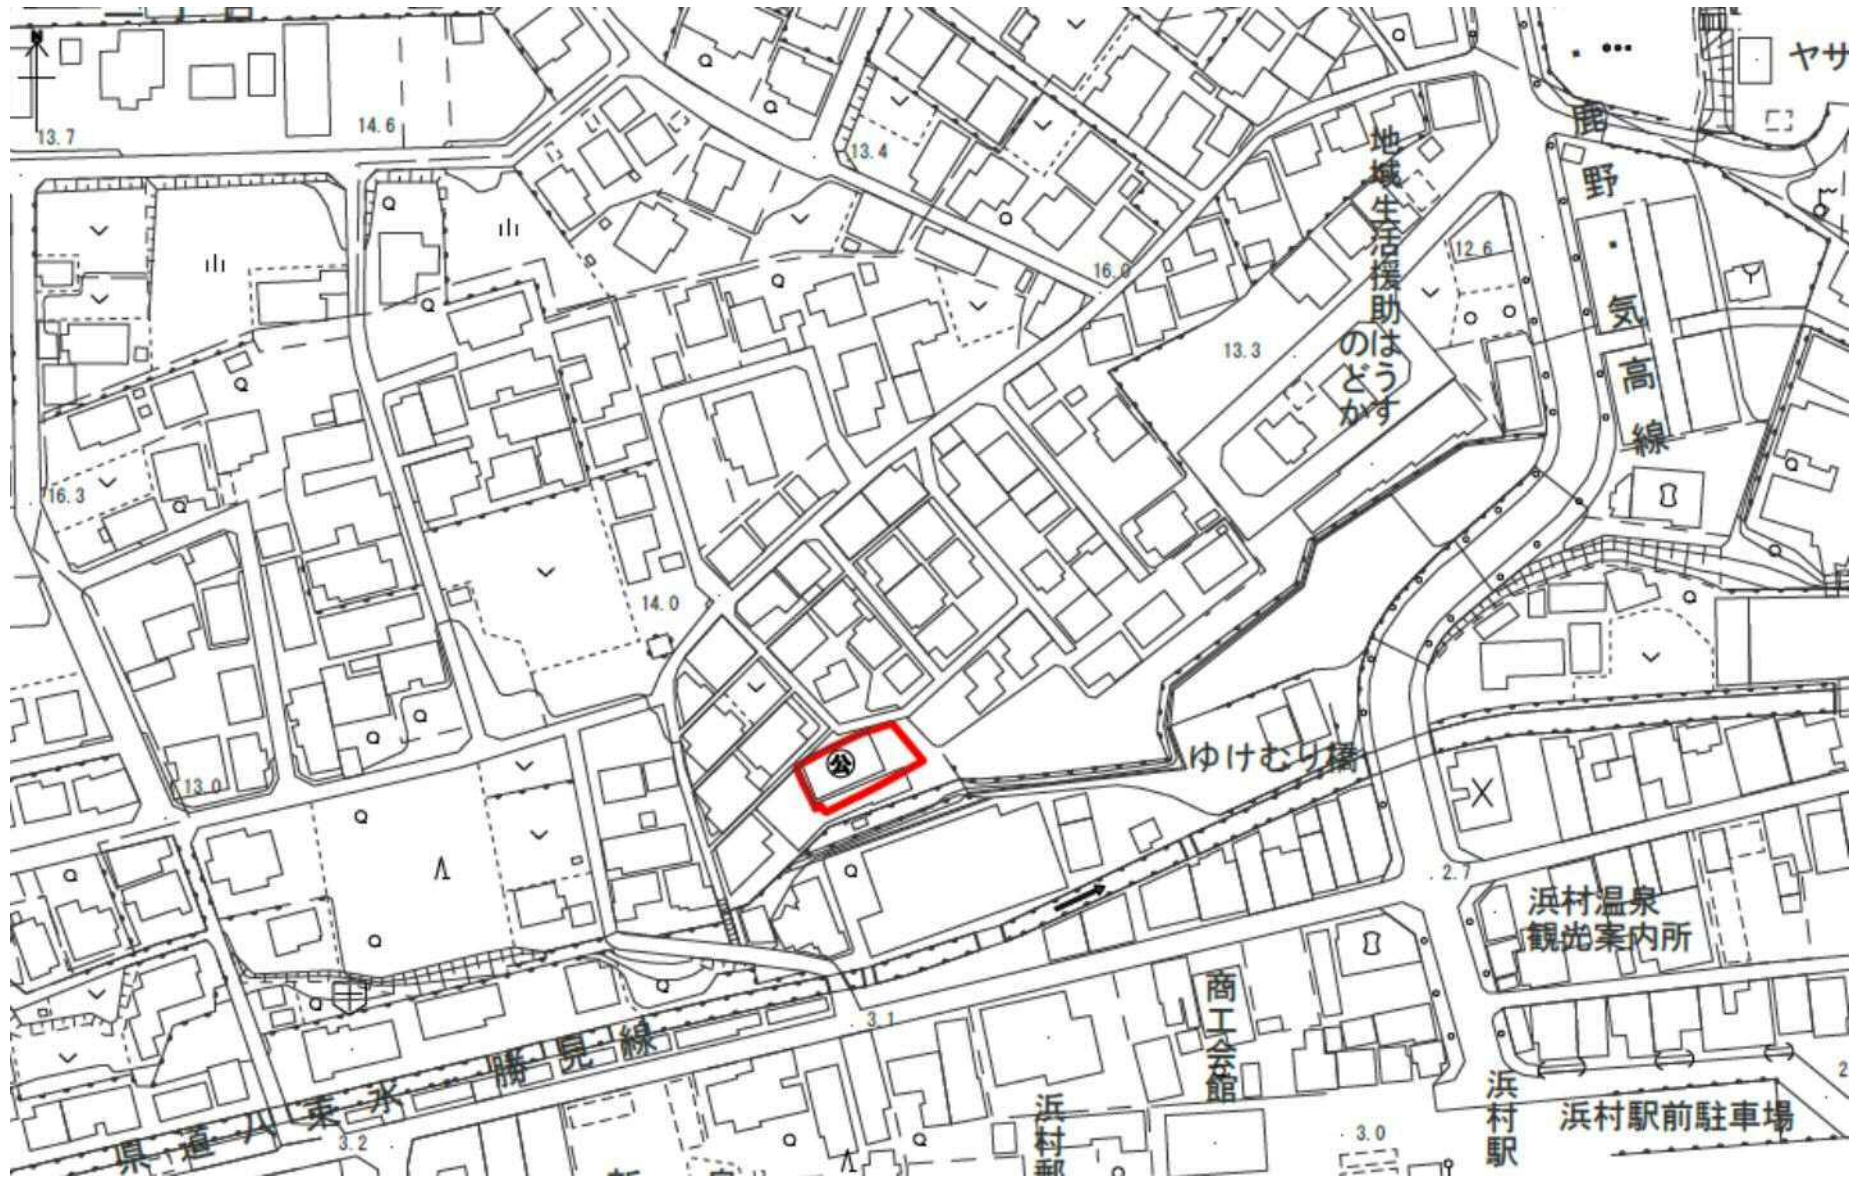 N
ヤサ
13.7
14.6
13.4
鹿野・気高線
地域生活援助はうす
のどか
12.6
16.0
13.3
16.3
14.0
公
ゆけむり橋
13.0
2.7
浜村温泉
観光案内所
商工会館
3.1
県道八束水勝見線
浜村駅
浜村駅前駐車場
浜村郵
3.2
3.0
2